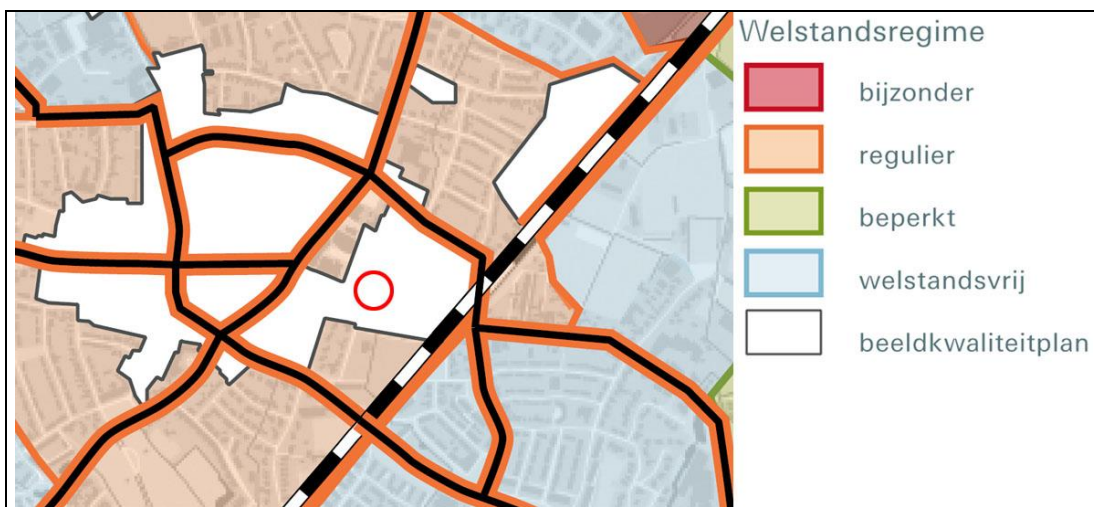 Welstandsregime
bijzonder
regulier
beperkt
welstandsvrij
beeldkwaliteitplan